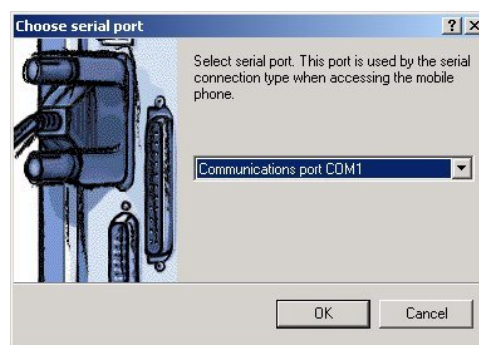 Choose serial port
Select serial port. This port is used by the serial
connection type when accessing the mobile
phone.
Communications port COM1
OK Cancel